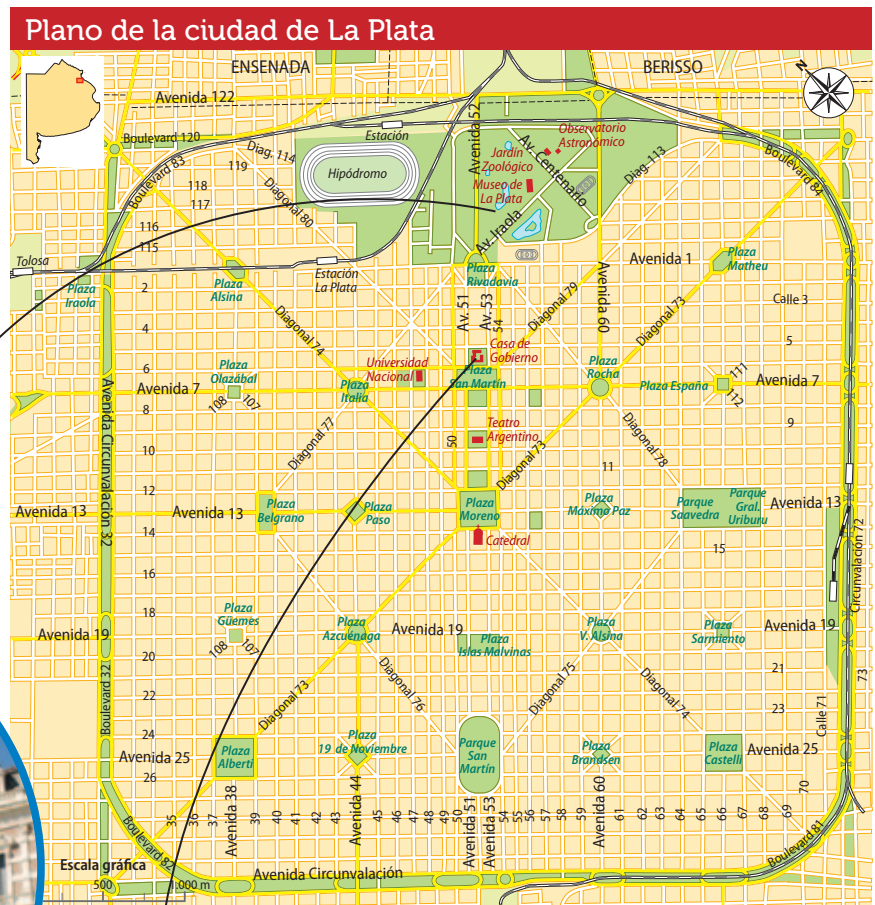 Plano de la ciudad de La Plata
ENSENADA
BERISSO
N
Avenida 122
Avenida 52
Boulevard 120
Estación
Observatorio
Astronómico
Av. Centenario
Jardín
Zoológico
Diag. 114
Diag. 113
Boulevard 83
Boulevard 84
119
Hipódromo
Museo de
La Plata
118
117
Diagonal 80
116
115
Av. Iraola
Tolosa
Estación
La Plata
Plaza
Rivadavia
Avenida 1
Plaza
Matheu
Plaza
Iraola
2
Plaza
Alsina
Av. 51
Av. 53
54
Diagonal 79
Avenida 60
Diagonal 73
Calle 3
4
Diagonal 74
5
Casa de
Gobierno
6
Plaza
Olazábal
Universidad
Nacional
Plaza
San Martín
Plaza
Rocha
111
Avenida 7
Plaza
Italia
Plaza España
Avenida 7
112
8
108
107
9
Avenida Circunvalación 32
Diagonal 77
50
Teatro
Argentino
Diagonal 73
Diagonal 78
10
11
12
Avenida 13
Avenida 13
Plaza
Belgrano
Plaza
Paso
Plaza
Moreno
Plaza
Máximo Paz
Parque
Saavedra
Parque
Gral.
Uriburu
Avenida 13
14
Catedral
15
16
Circunvalación 72
18
Plaza
Güemes
Plaza
Azcuénaga
Avenida 19
Plaza
Islas Malvinas
Plaza
V. Alsina
Plaza
Sarmiento
Avenida 19
Avenida 19
108
107
20
21
Boulevard 32
Diagonal 73
Diagonal 76
Diagonal 75
Diagonal 74
73
22
23
Calle 71
24
Avenida 25
Plaza
Alberti
Plaza
19 de Noviembre
Parque
San
Martín
Plaza
Brandsen
Plaza
Castelli
Avenida 25
26
35
36
37
Avenida 38
39
40
41
42
43
Avenida 44
45
46
47
48
49
50
Avenida 51
Avenida 53
54
55
56
57
58
59
Avenida 60
61
62
63
64
65
66
67
68
69
70
Boulevard 82
Boulevard 81
Escala gráfica
Avenida Circunvalación
500
1.000 m